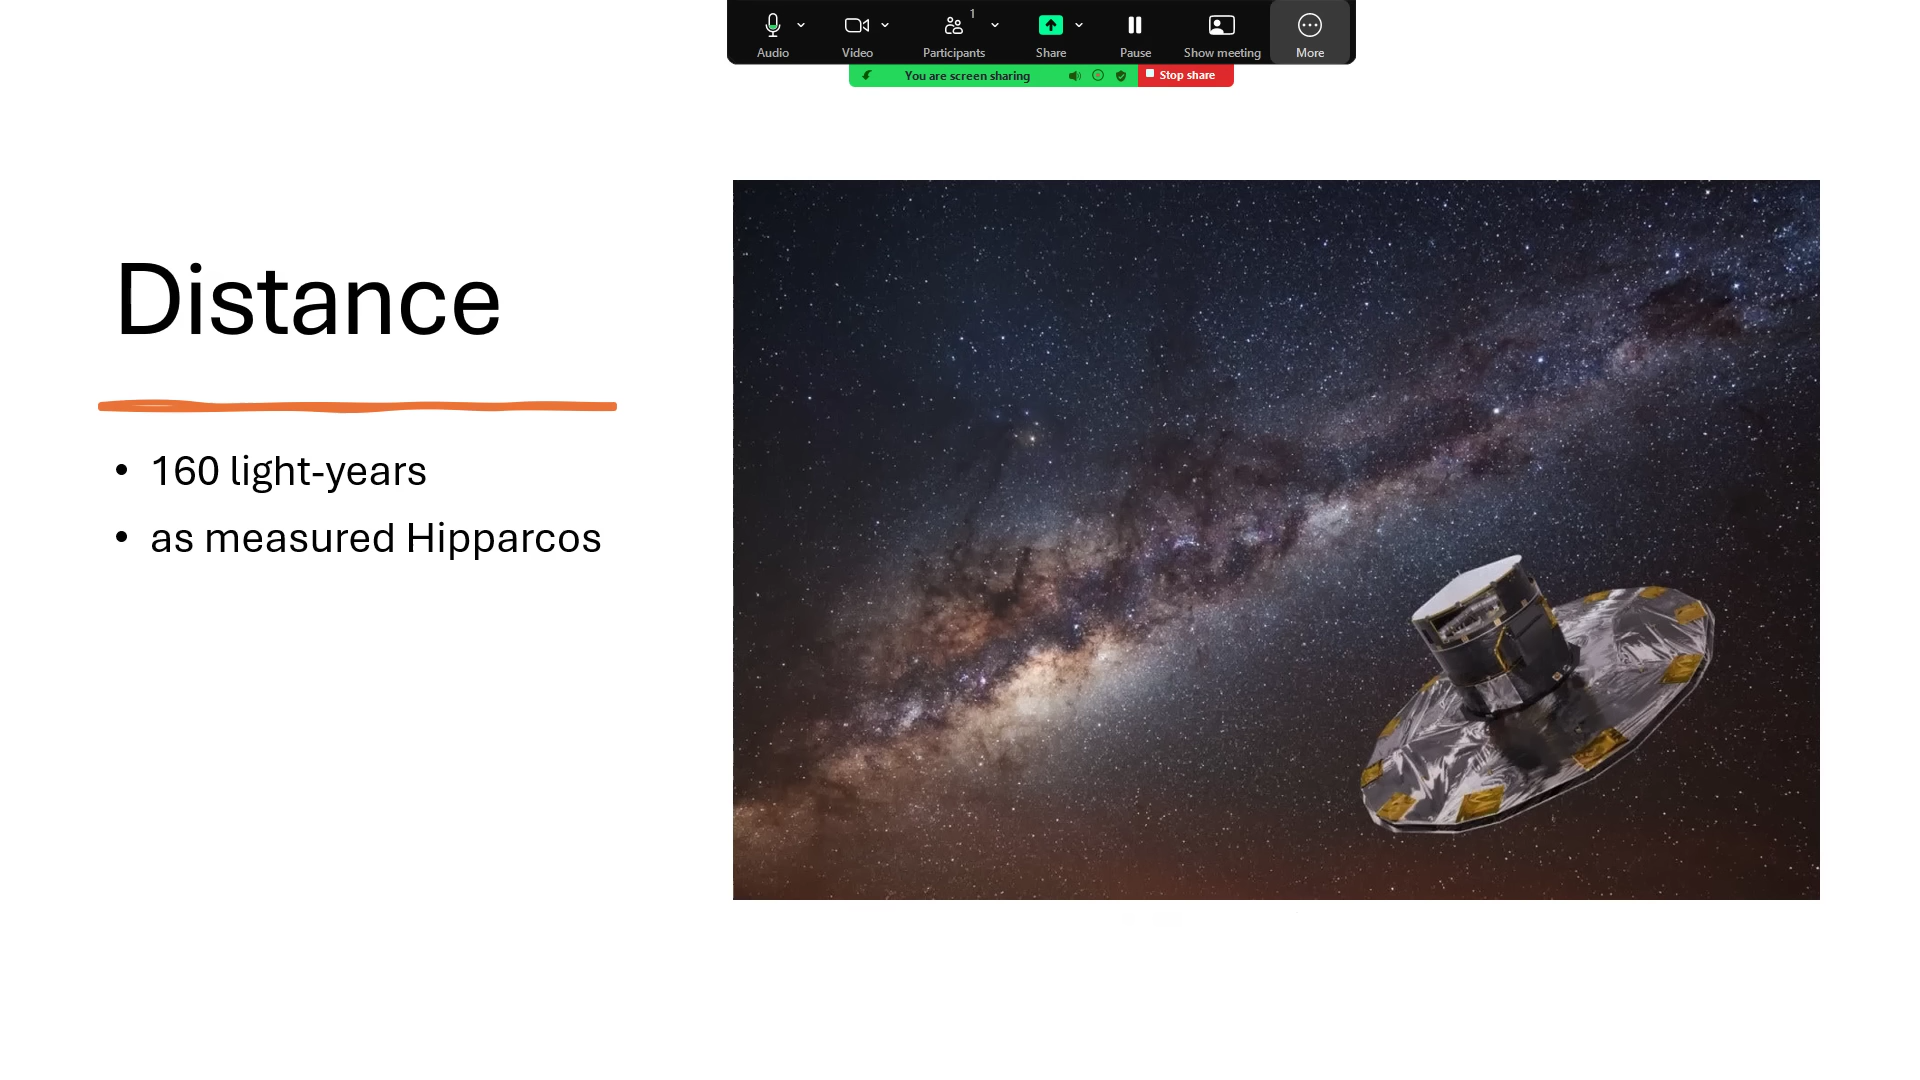 1
Audio
Video
Participants
Share
Pause
Show meeting
More
You are screen sharing
Stop share
Distance
• 160 light-years
• as measured Hipparcos